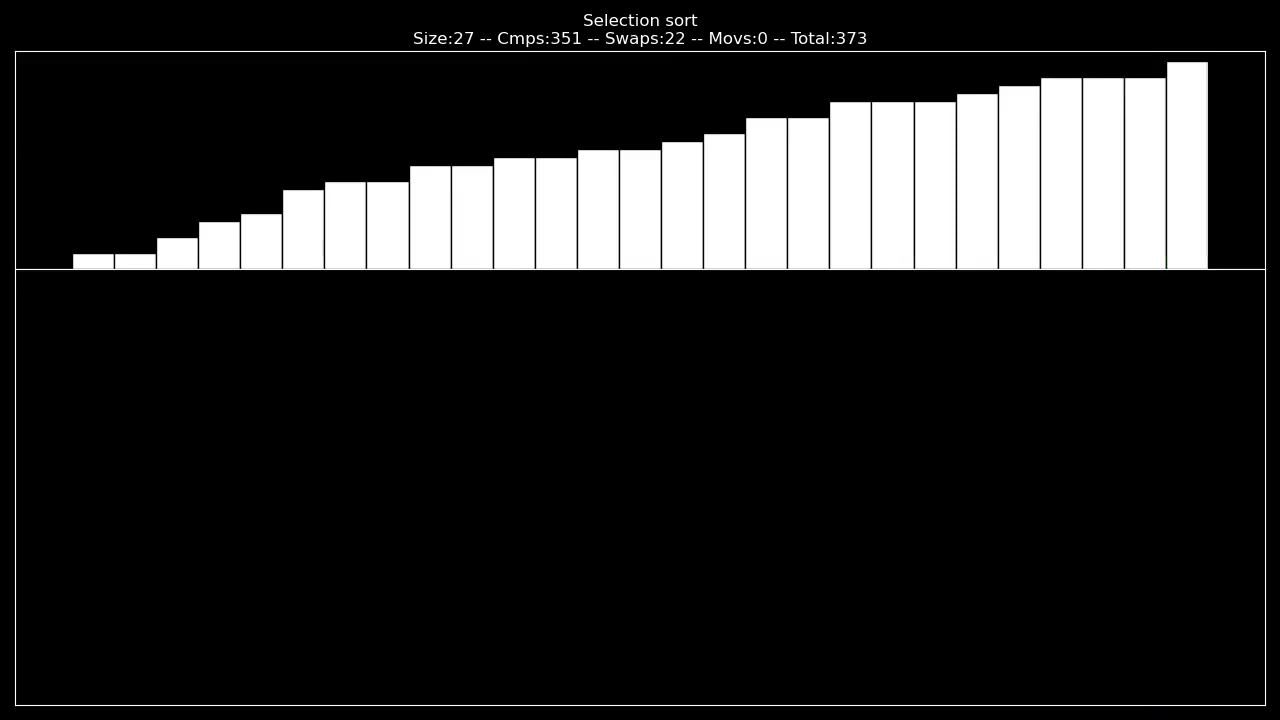 Selection sort
Size:27 -- Cmps:351 -- Swaps:22 -- Movs:0 -- Total:373